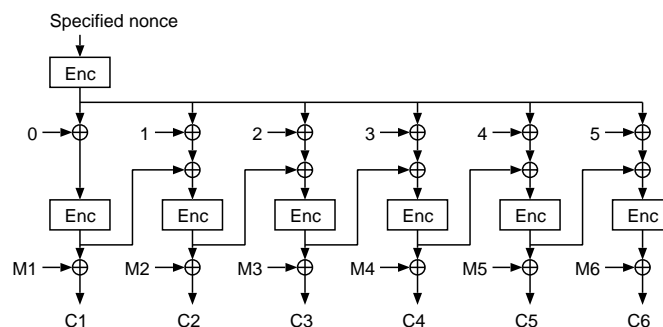 Specified nonce
Enc
0 1 2 3 4 5
Enc Enc Enc Enc Enc Enc
M1 M2 M3 M4 M5 M6
C1 C2 C3 C4 C5 C6